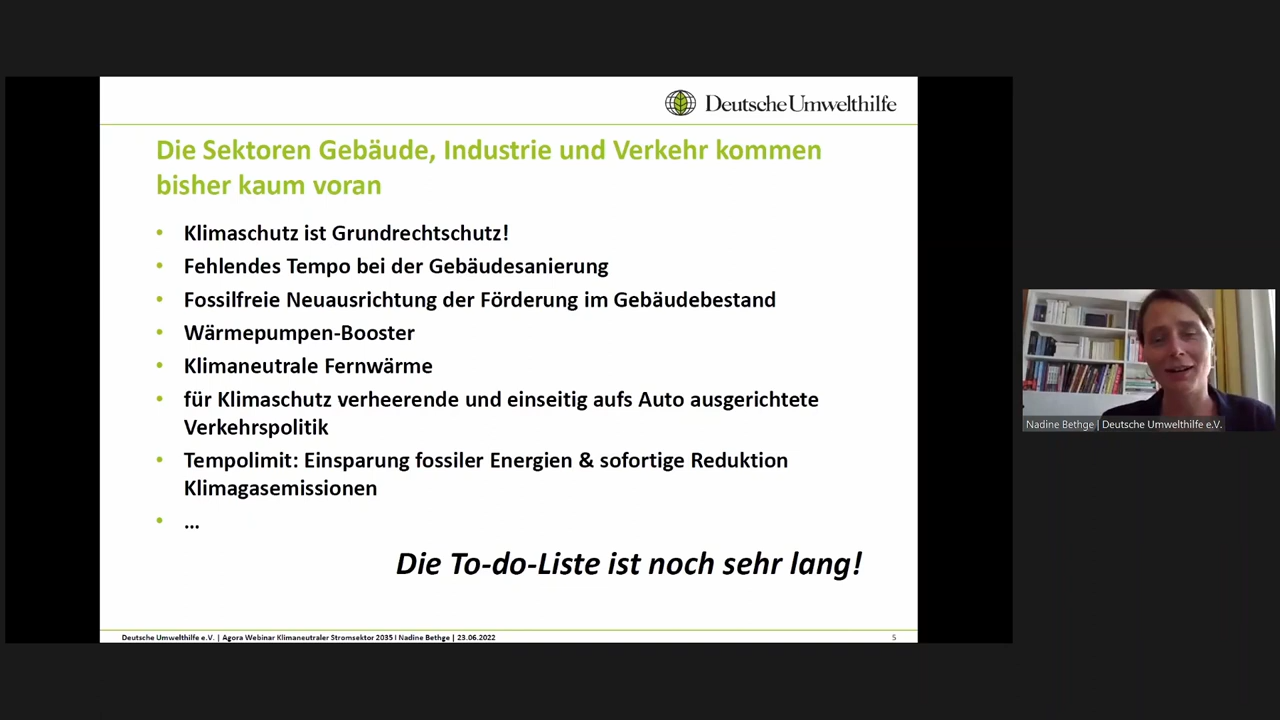 Deutsche Umwelthilfe
Die Sektoren Gebäude, Industrie und Verkehr kommen
bisher kaum voran
• Klimaschutz ist Grundrechtschutz!
• Fehlendes Tempo bei der Gebäudesanierung
• Fossilfreie Neuausrichtung der Förderung im Gebäudebestand
• Wärmepumpen-Booster
• Klimaneutrale Fernwärme
• für Klimaschutz verheerende und einseitig aufs Auto ausgerichtete
Verkehrspolitik
• Tempolimit: Einsparung fossiler Energien & sofortige Reduktion
Klimagasemissionen
• ...
Die To-do-Liste ist noch sehr lang!
Deutsche Umwelthilfe e.V. | Agora Webinar Klimaneutraler Stromsektor 2035 I Nadine Bethge | 23.06.2022
5
Nadine Bethge | Deutsche Umwelthilfe e.V.